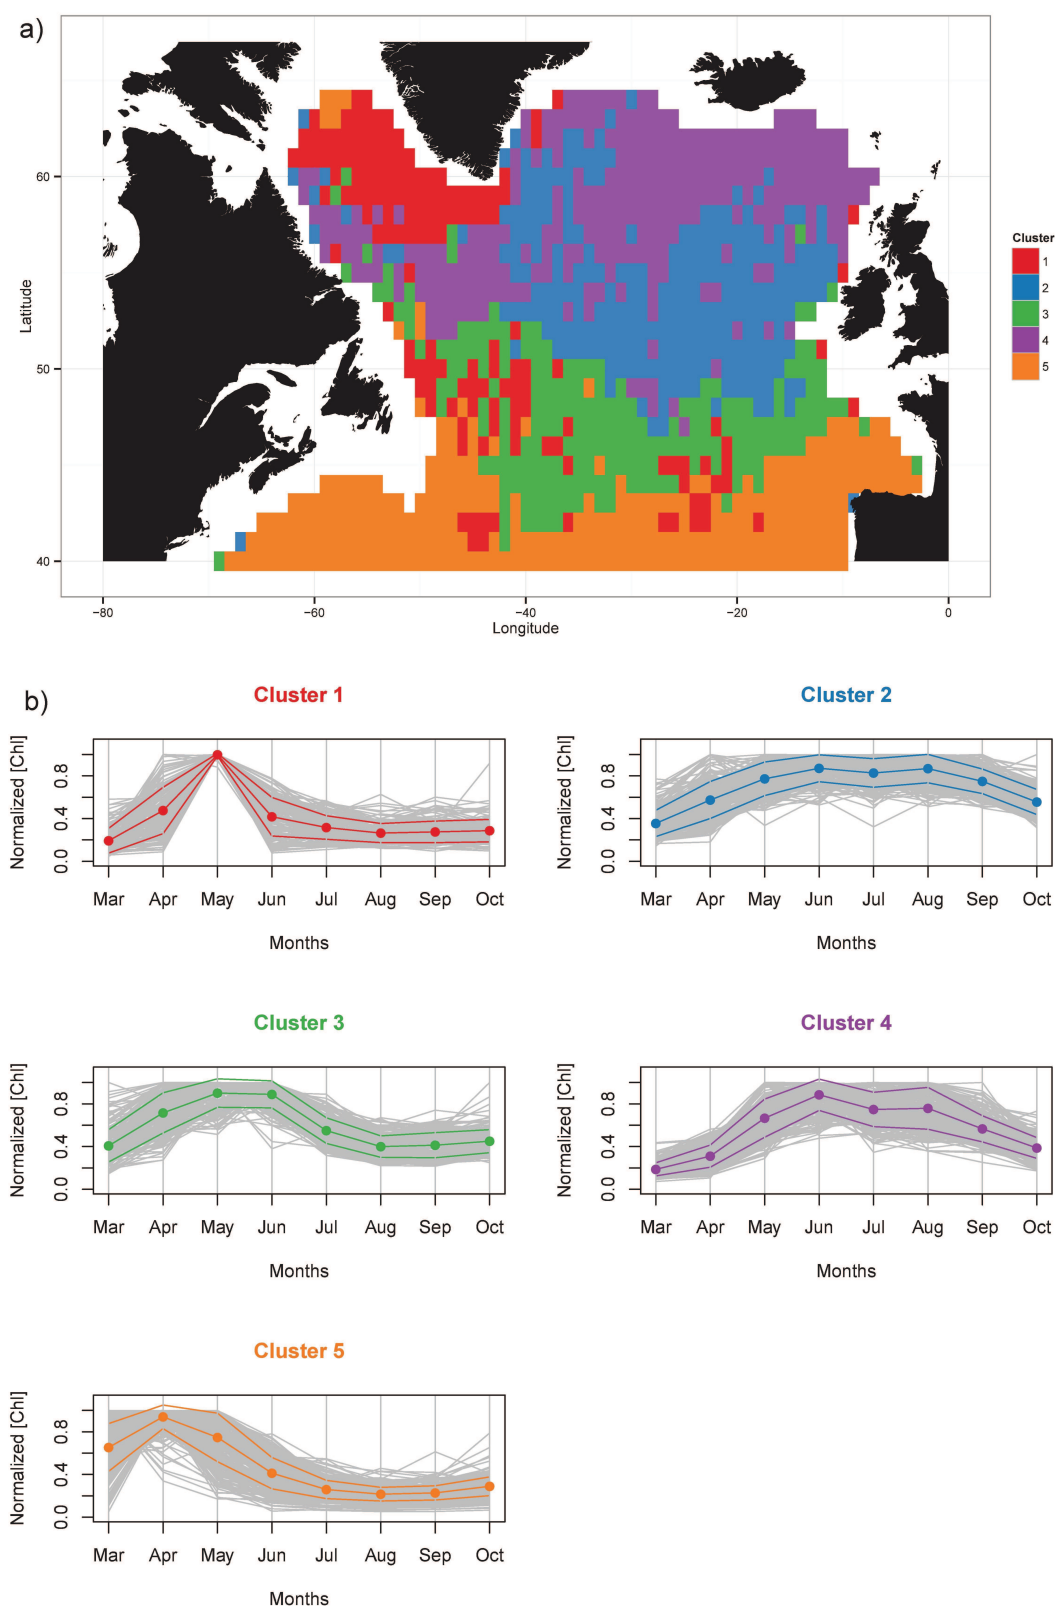 a)
Latitude
60
50
40
−80
−60
−40
−20
0
Longitude
Cluster
1
2
3
4
5
b)
Cluster 1
Normalized [Chl]
0.0 0.4 0.8
Mar Apr May Jun Jul Aug Sep Oct
Months
Cluster 2
Normalized [Chl]
0.0 0.4 0.8
Mar Apr May Jun Jul Aug Sep Oct
Months
Cluster 3
Normalized [Chl]
0.0 0.4 0.8
Mar Apr May Jun Jul Aug Sep Oct
Months
Cluster 4
Normalized [Chl]
0.0 0.4 0.8
Mar Apr May Jun Jul Aug Sep Oct
Months
Cluster 5
Normalized [Chl]
0.0 0.4 0.8
Mar Apr May Jun Jul Aug Sep Oct
Months